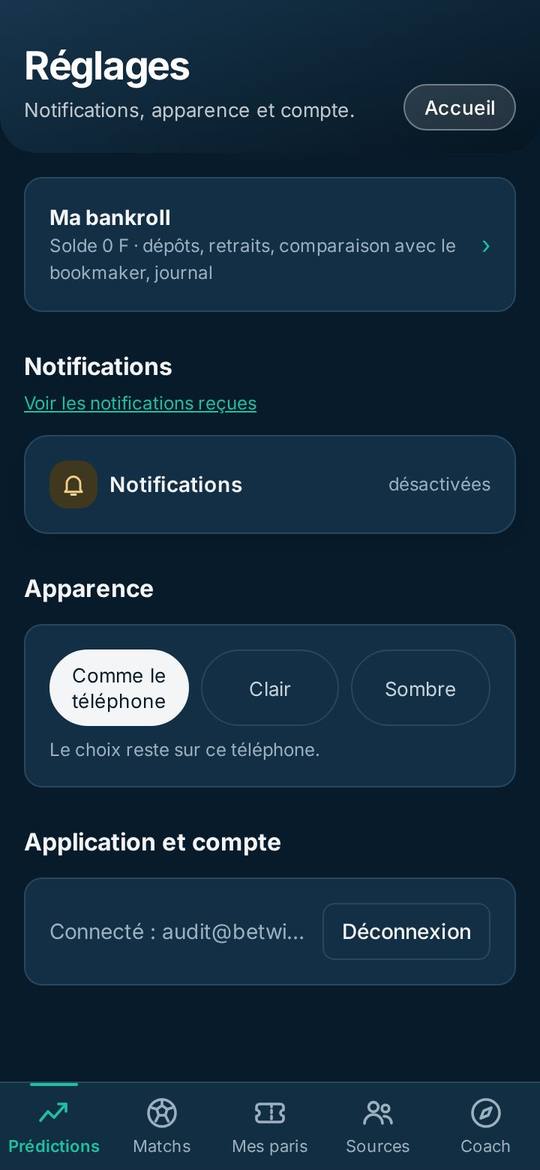 Réglages
Notifications, apparence et compte.
Accueil
Ma bankroll
Solde 0 F · dépôts, retraits, comparaison avec le
bookmaker, journal
›
Notifications
Voir les notifications reçues
Notifications
désactivées
Apparence
Comme le
téléphone
Clair
Sombre
Le choix reste sur ce téléphone.
Application et compte
Connecté : audit@betwi...
Déconnexion
Prédictions
Matchs
Mes paris
Sources
Coach